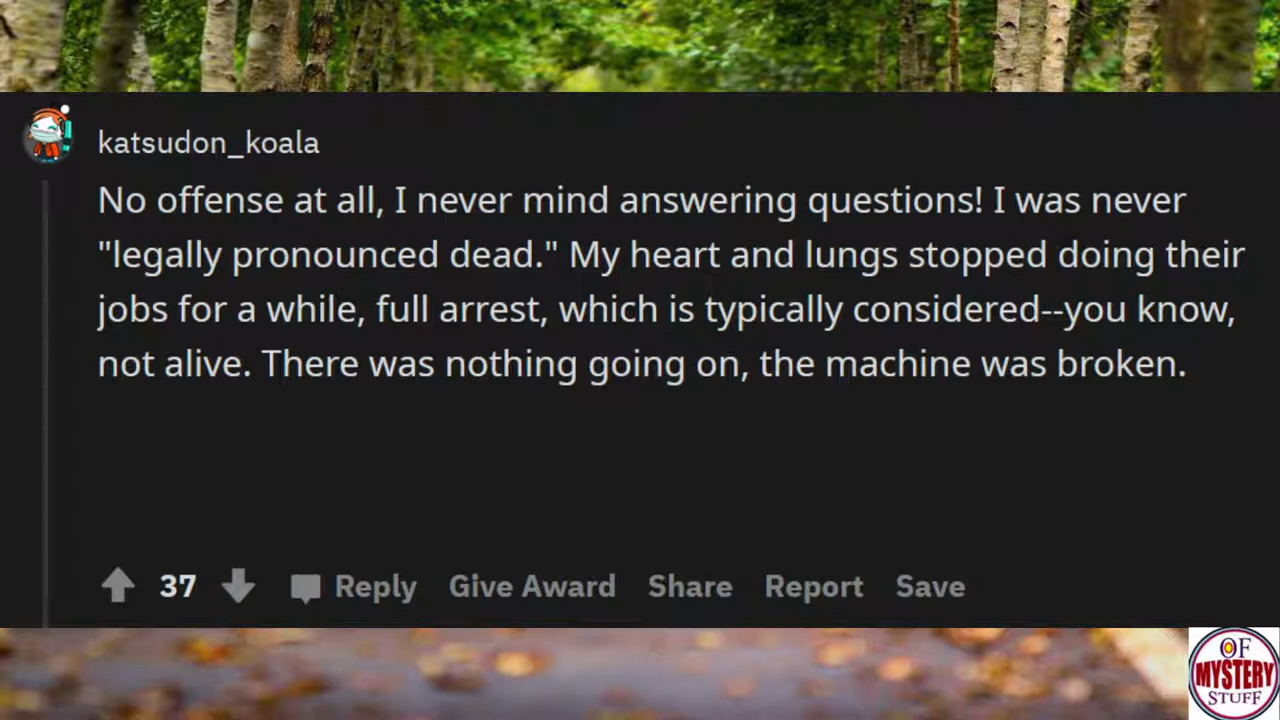 katsudon_koala
No offense at all, I never mind answering questions! I was never
"legally pronounced dead." My heart and lungs stopped doing their
jobs for a while, full arrest, which is typically considered--you know,
not alive. There was nothing going on, the machine was broken.
37 Reply Give Award Share Report Save
OF
MYSTERY
STUFF